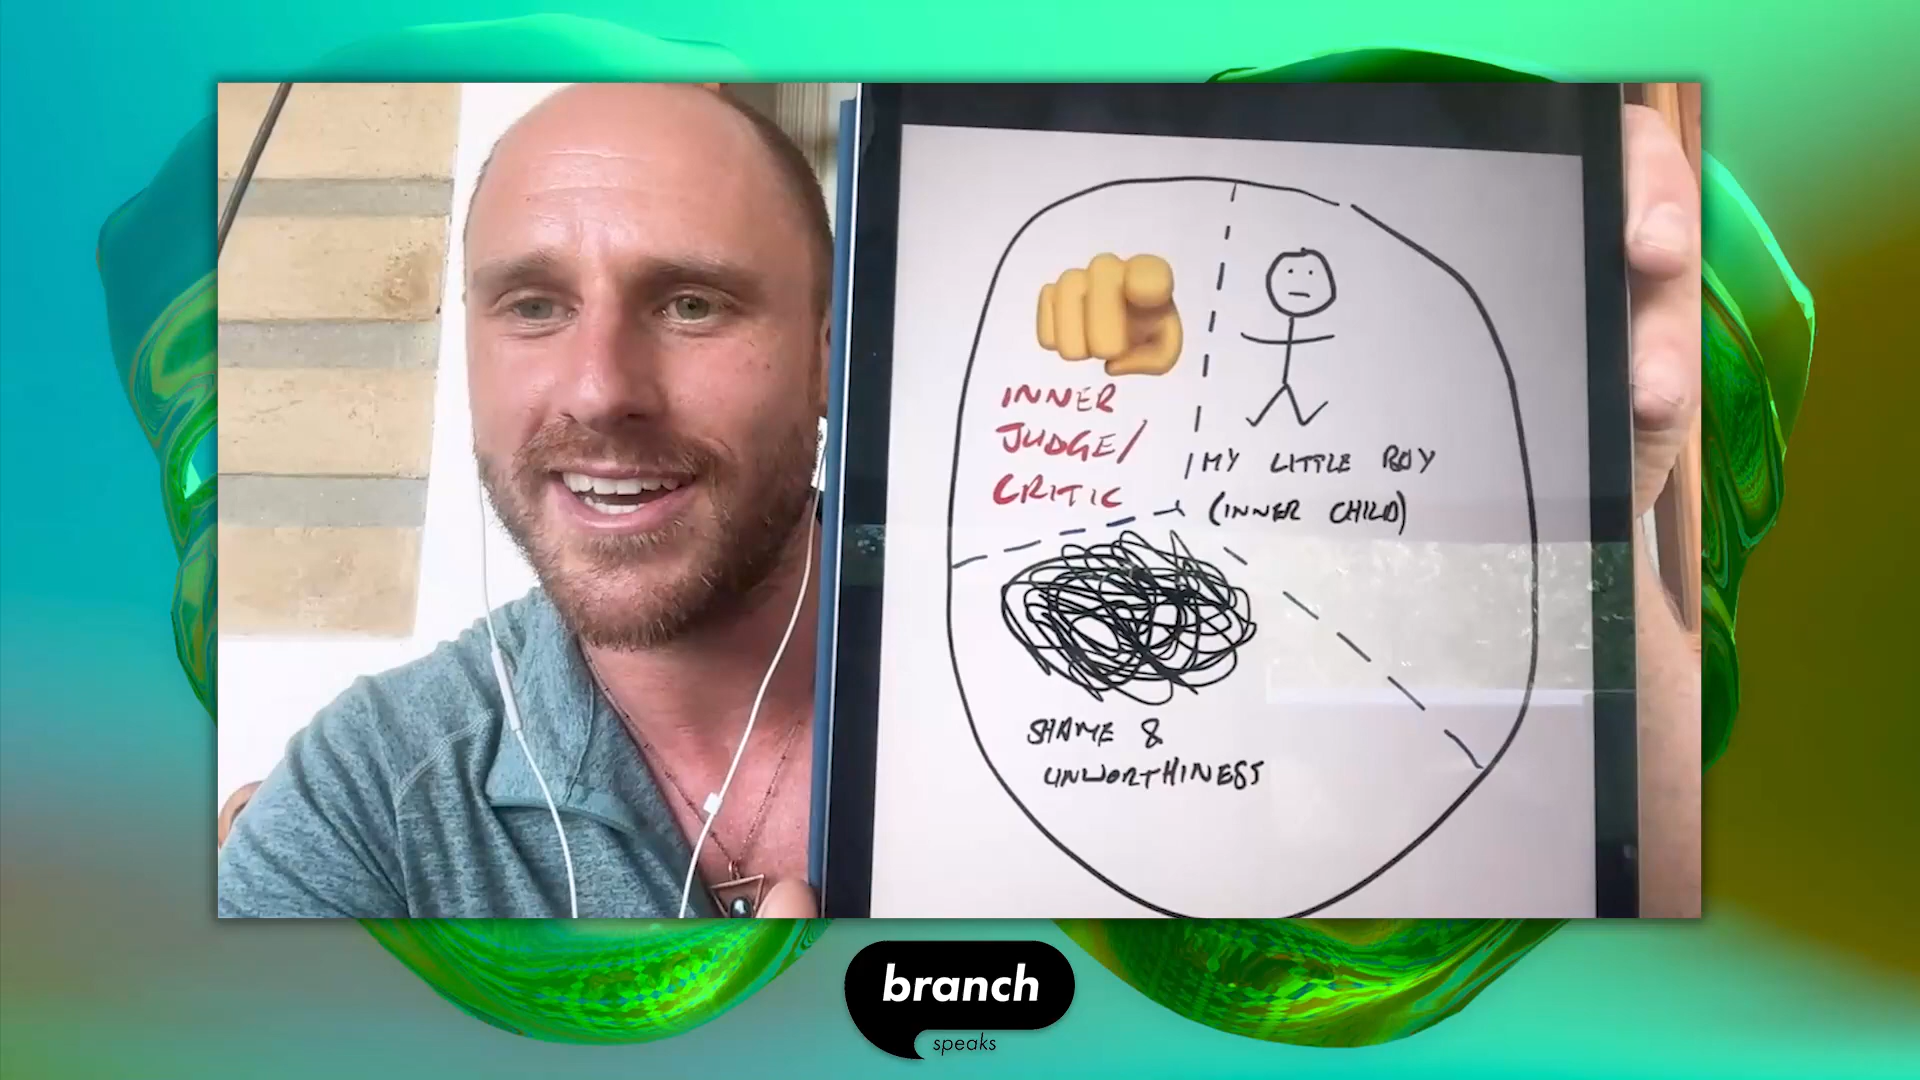 INNER
JUDGE/
CRITIC
MY LITTLE BOY
(INNER CHILD)
SHAME &
UNWORTHINESS
branch
speaks